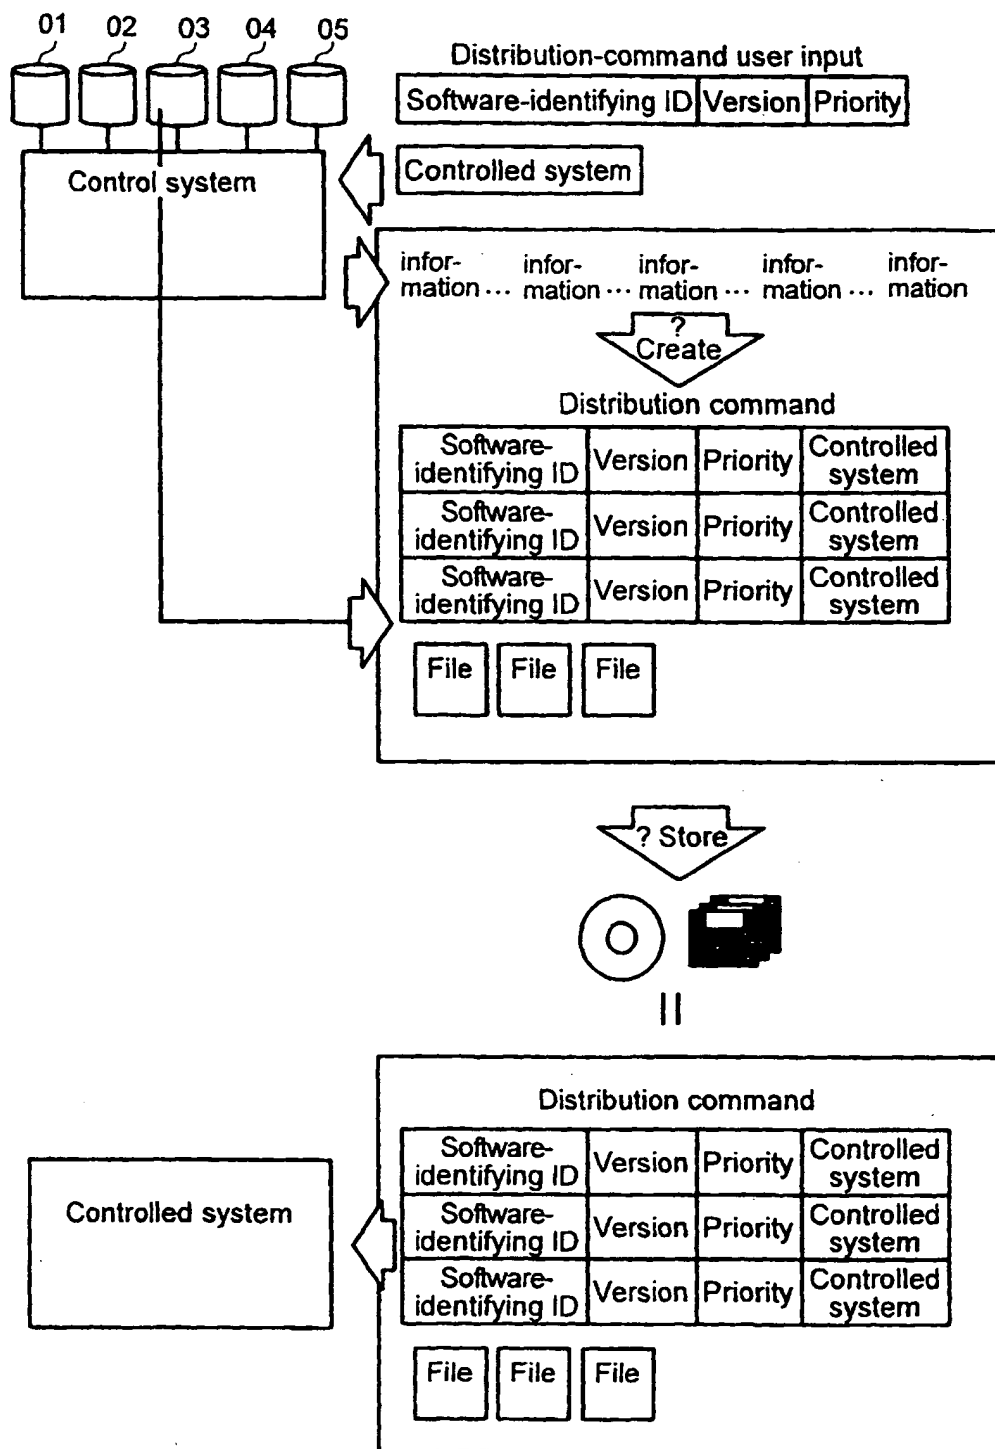 01 02 03 04 05
Distribution-command user input
Software-identifying ID Version Priority
Control system
Controlled system
infor- infor- infor- infor- infor-
mation ... mation ... mation ... mation ... mation
?
Create
Distribution command
Software- Controlled
identifying ID Version Priority system
Software- Controlled
identifying ID Version Priority system
Software- Controlled
identifying ID Version Priority system
File File File
? Store
Distribution command
Software- Controlled
identifying ID Version Priority system
Controlled system
Software- Controlled
identifying ID Version Priority system
Software- Controlled
identifying ID Version Priority system
File File File